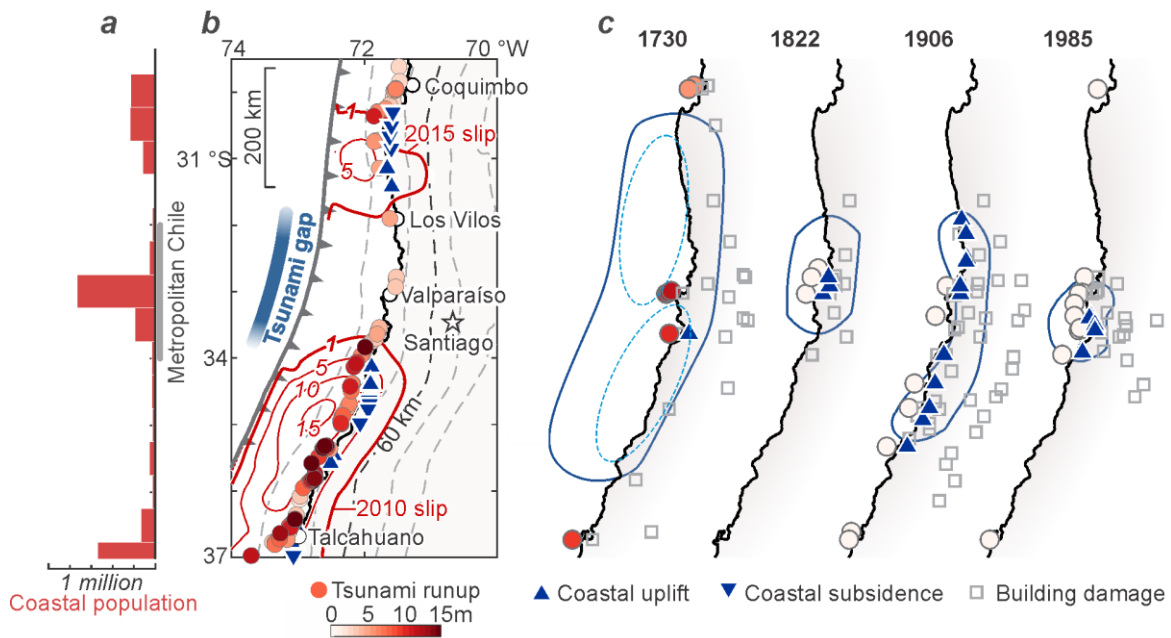 a
b
c
74
72
70 °W
1730
1822
1906
1985
200 km
Coquimbo
1
2015 slip
5
31 °S
Los Vilos
Metropolitan Chile
Tsunami gap
Valparaíso
Santiago
1
34
5
10
15
60 km
2010 slip
Talcahuano
37
1 million
Coastal population
Tsunami runup
0
5
10
15m
Coastal uplift
Coastal subsidence
Building damage